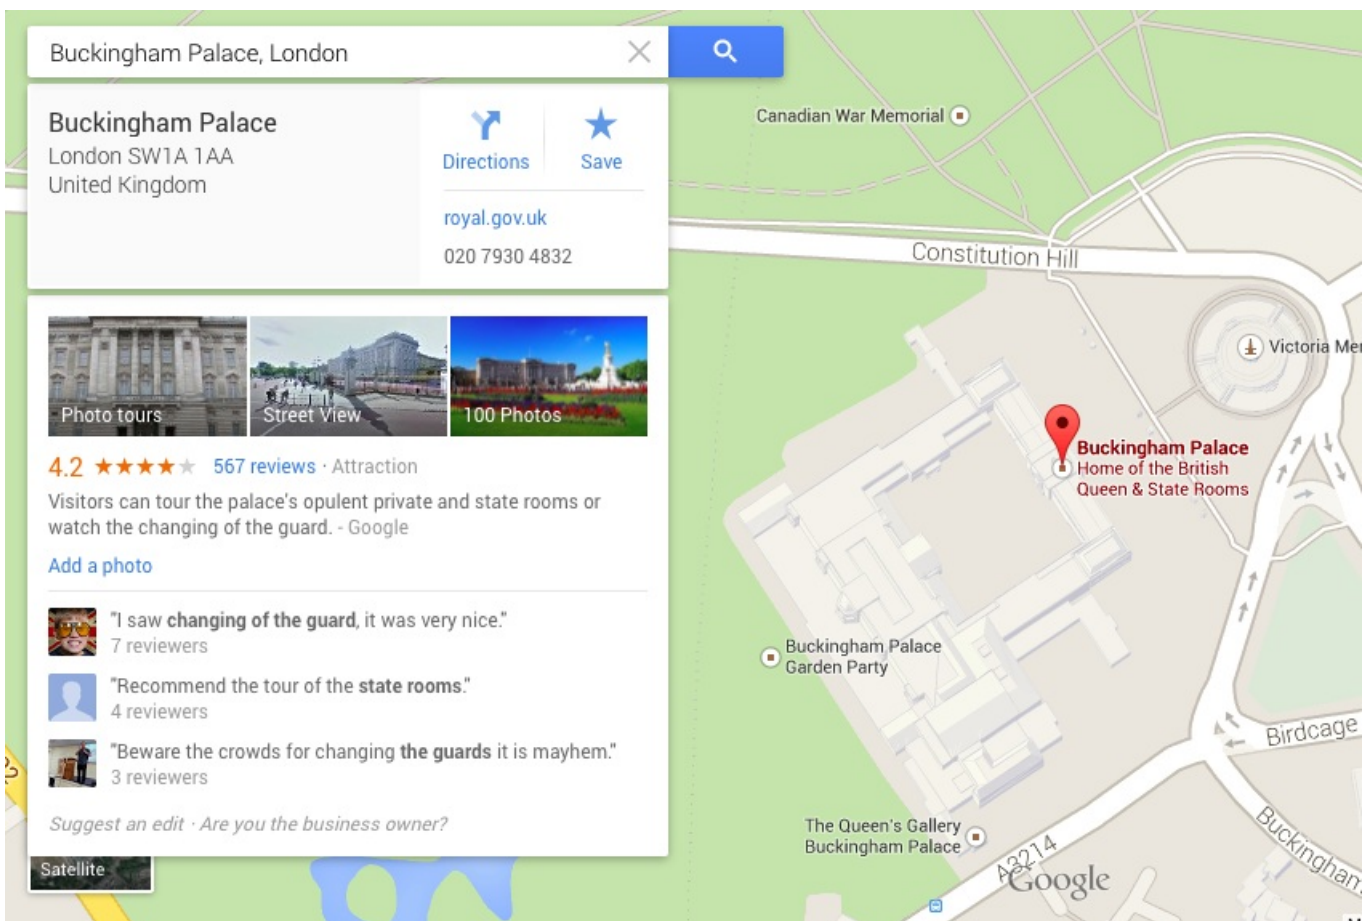 Buckingham Palace, London
Buckingham Palace
London SW1A 1AA
United Kingdom
Directions
Save
royal.gov.uk
020 7930 4832
Photo tours
Street View
100 Photos
4.2
567 reviews · Attraction
Visitors can tour the palace's opulent private and state rooms or
watch the changing of the guard. - Google
Add a photo
"I saw changing of the guard, it was very nice."
7 reviewers
"Recommend the tour of the state rooms."
4 reviewers
"Beware the crowds for changing the guards it is mayhem."
3 reviewers
Suggest an edit · Are you the business owner?
Satellite
Canadian War Memorial
Constitution Hill
Victoria
Buckingham Palace
Home of the British
Queen & State Rooms
Buckingham Palace
Garden Party
Birdcage
The Queen's Gallery
Buckingham Palace
A3214
Buckingham
Google